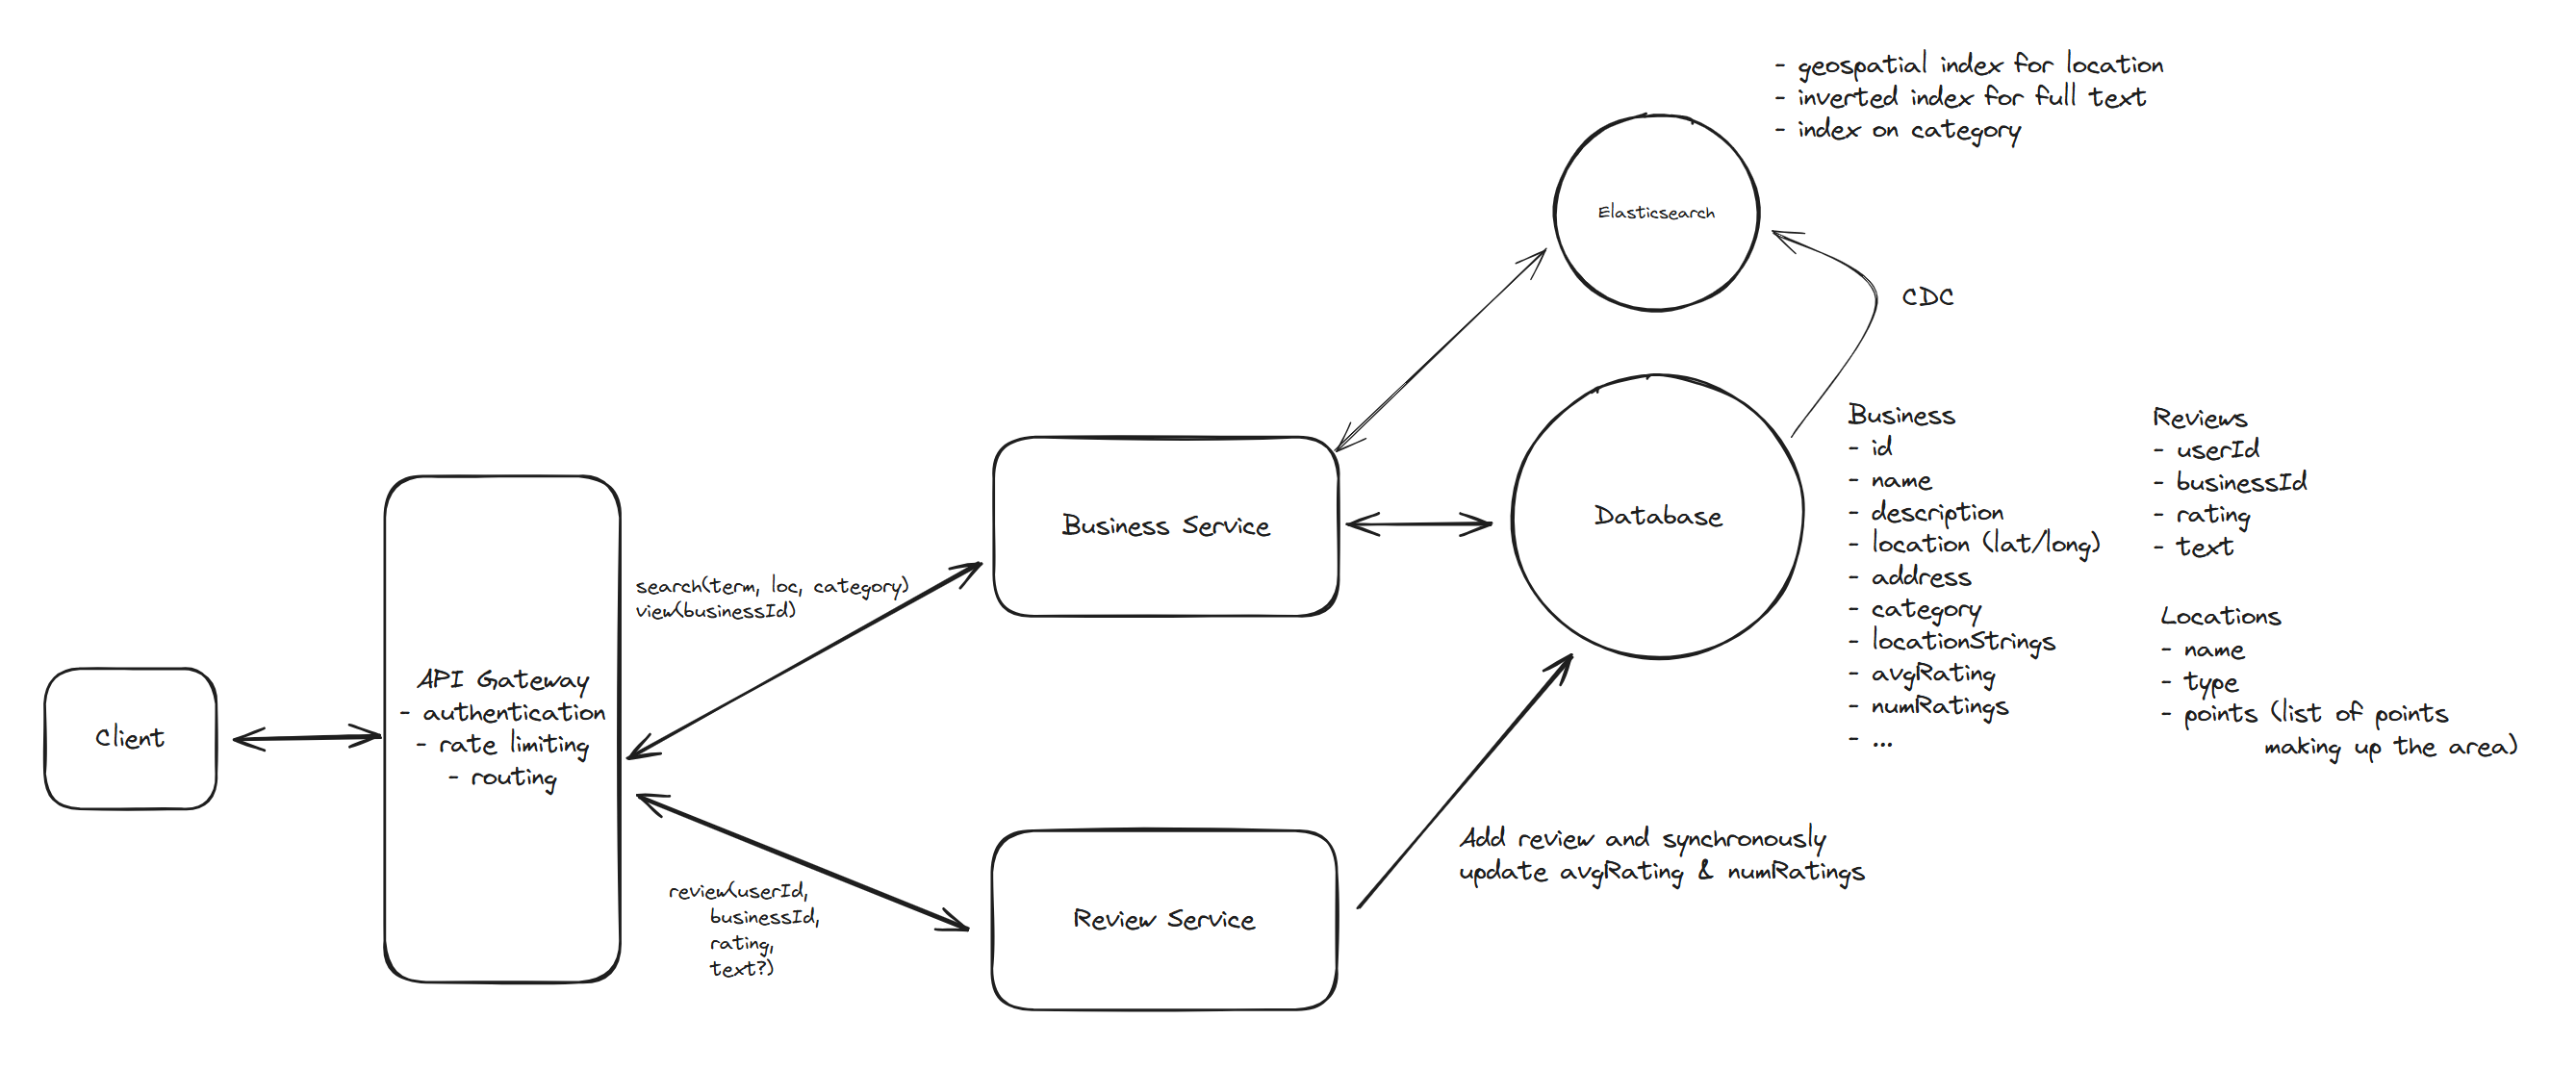 - geospatial index for location
- inverted index for full text
- index on category
Elasticsearch
CDC
Business
- id
- name
- description
- location (lat/long)
- address
- category
- locationStrings
- avgRating
- numRatings
- ...
Reviews
- userId
- businessId
- rating
- text
Locations
- name
- type
- points (list of points
making up the area)
Database
Business Service
search(term, loc, category)
view(businessId)
API Gateway
- authentication
- rate limiting
- routing
Client
Add review and synchronously
update avgRating & numRatings
review(userId,
businessId,
rating,
text?)
Review Service